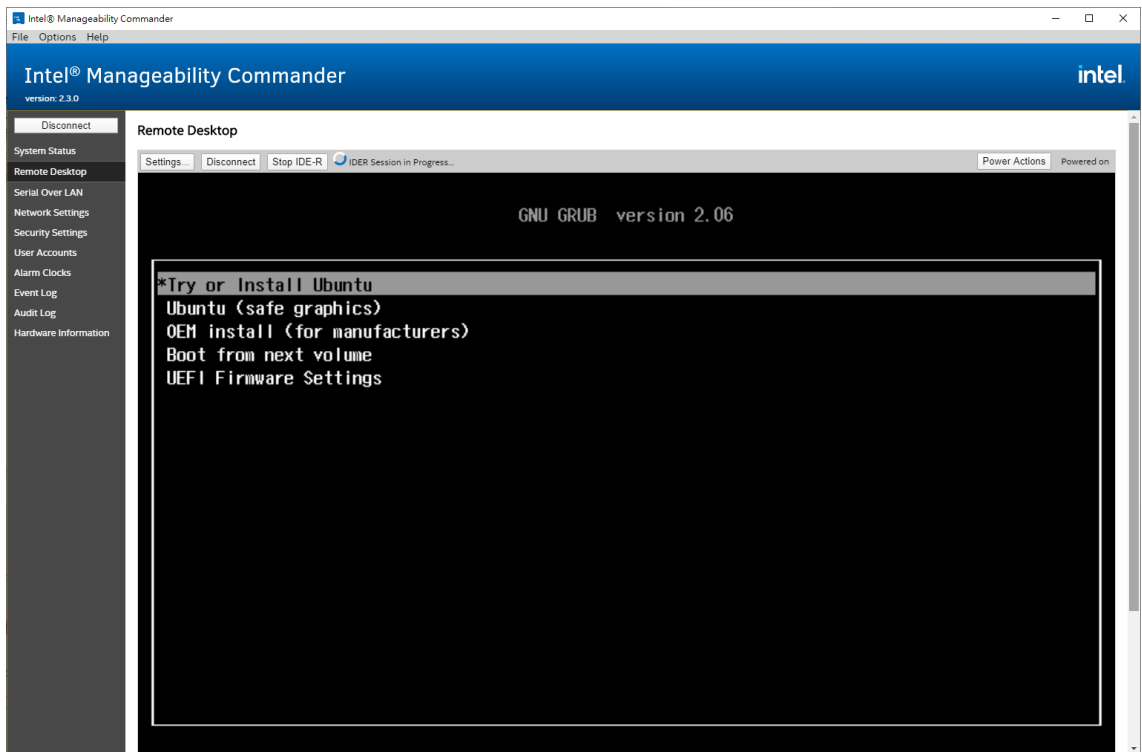 Intel® Manageability Commander
File Options Help
Intel® Manageability Commander
intel.
version: 2.3.0
Disconnect
System Status
Remote Desktop
Serial Over LAN
Network Settings
Security Settings
User Accounts
Alarm Clocks
Event Log
Audit Log
Hardware Information
Remote Desktop
Settings... Disconnect Stop IDE-R IDER Session in Progress... Power Actions Powered on
GNU GRUB version 2.06
*Try or Install Ubuntu
Ubuntu (safe graphics)
OEM install (for manufacturers)
Boot from next volume
UEFI Firmware Settings